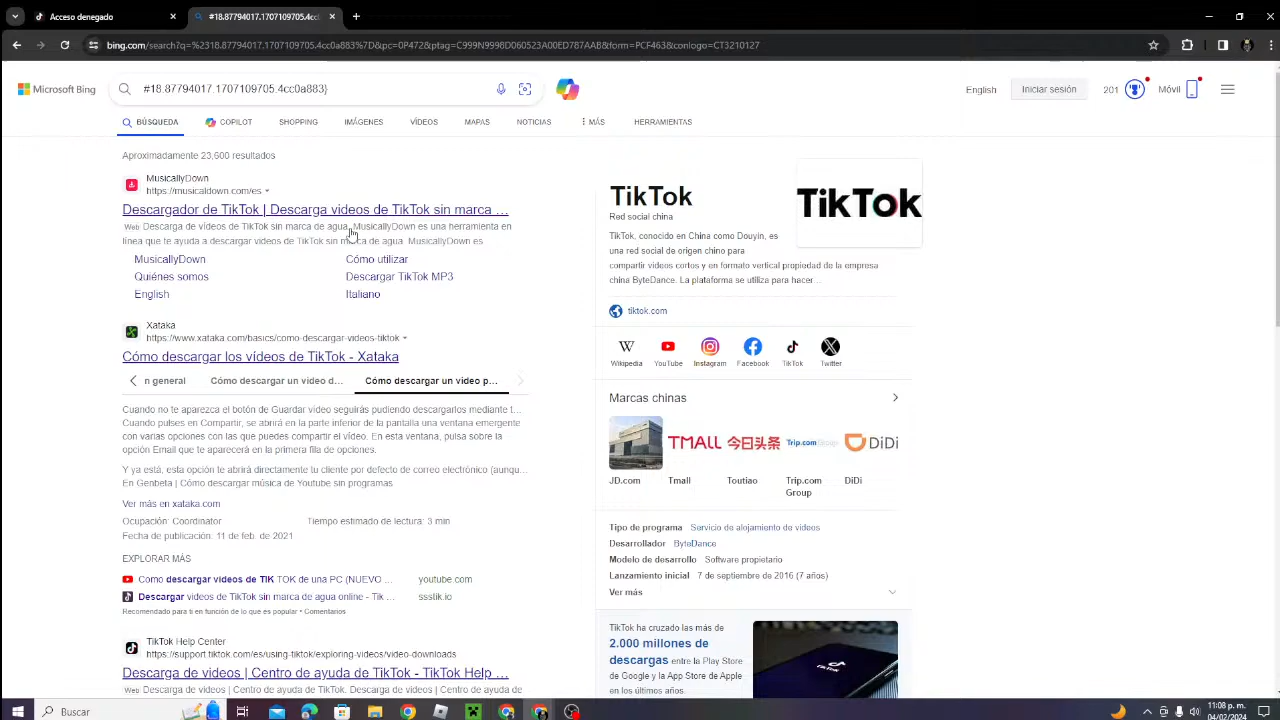 Acceso denegado
#18.87794017.1707109705.4cc
bing.com/search?q=%2318.87794017.1707109705.4cc0a883%7D&pc=0P472&ptag=C999N9998D060523A00ED787AAB&form=PCF463&conlogo=CT3210127
Microsoft Bing
#18.87794017.1707109705.4cc0a883}
English
Iniciar sesión
201
Móvil
BÚSQUEDA
COPILOT
SHOPPING
IMÁGENES
VÍDEOS
MAPAS
NOTICIAS
MÁS
HERRAMIENTAS
Aproximadamente 23,600 resultados
MusicallyDown
https://musicaldown.com/es
Descargador de TikTok | Descarga videos de TikTok sin marca ...
Web Descarga de vídeos de TikTok sin marca de agua. MusicallyDown es una herramienta en
línea que te ayuda a descargar videos de TikTok sin marca de agua. MusicallyDown es
MusicallyDown
Cómo utilizar
Quiénes somos
Descargar TikTok MP3
English
Italiano
Xataka
https://www.xataka.com/basics/como-descargar-videos-tiktok
Cómo descargar los vídeos de TikTok - Xataka
n general
Cómo descargar un vídeo d...
Cómo descargar un vídeo p...
Cuando no te aparezca el botón de Guardar vídeo seguirás pudiendo descargarlos mediante t...
Cuando pulses en Compartir, se abrirá en la parte inferior de la pantalla una ventana emergente
con varias opciones con las que puedes compartir el vídeo. En esta ventana, pulsa sobre la
opción Email que te aparecerá en la primera fila de opciones.
Y ya está, esta opción te abrirá directamente tu cliente por defecto de correo electrónico (aunqu...
En Genbeta | Cómo descargar música de Youtube sin programas
Ver más en xataka.com
Ocupación: Coordinator
Tiempo estimado de lectura: 3 min
Fecha de publicación: 11 de feb. de 2021
EXPLORAR MÁS
Como descargar videos de TIK TOK de una PC (NUEVO ...
youtube.com
Descargar videos de TikTok sin marca de agua online - Tik ...
ssstik.io
Recomendado para ti en función de lo que es popular • Comentarios
TikTok Help Center
https://support.tiktok.com/es/using-tiktok/exploring-videos/video-downloads
Descarga de videos | Centro de ayuda de TikTok - TikTok Help ...
Web Descarga de videos | Centro de ayuda de TikTok. Descarga de videos | Centro de ayuda de
TikTok
Red social china
TikTok
TikTok, conocido en China como Douyin, es
una red social de origen chino para
compartir videos cortos y en formato vertical propiedad de la empresa
china ByteDance. La plataforma se utiliza para hacer ...
tiktok.com
Wikipedia
YouTube
Instagram
Facebook
TikTok
Twitter
Marcas chinas
TMALL
今日头条
Trip.com Group
DiDi
JD.com
Tmall
Toutiao
Trip.com
Group
DiDi
Tipo de programa Servicio de alojamiento de videos
Desarrollador ByteDance
Modelo de desarrollo Software propietario
Lanzamiento inicial 7 de septiembre de 2016 (7 años)
Ver más
TikTok ha cruzado las más de
2.000 millones de
descargas entre la Play Store
de Google y la App Store de Apple
en los últimos años.
TikTok
Buscar
11:08 p. m.
04/02/2024